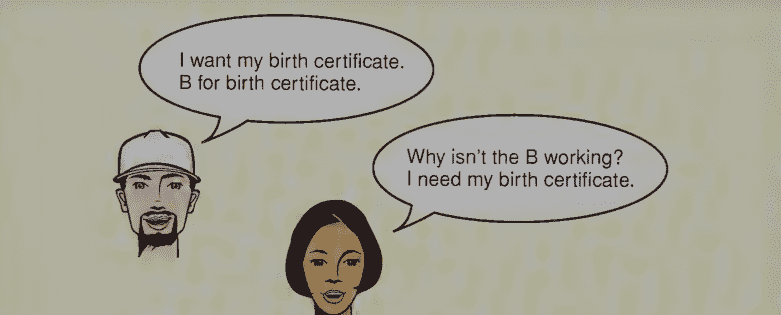 I want my birth certificate.
B for birth certificate.
Why isn't the B working?
I need my birth certificate.